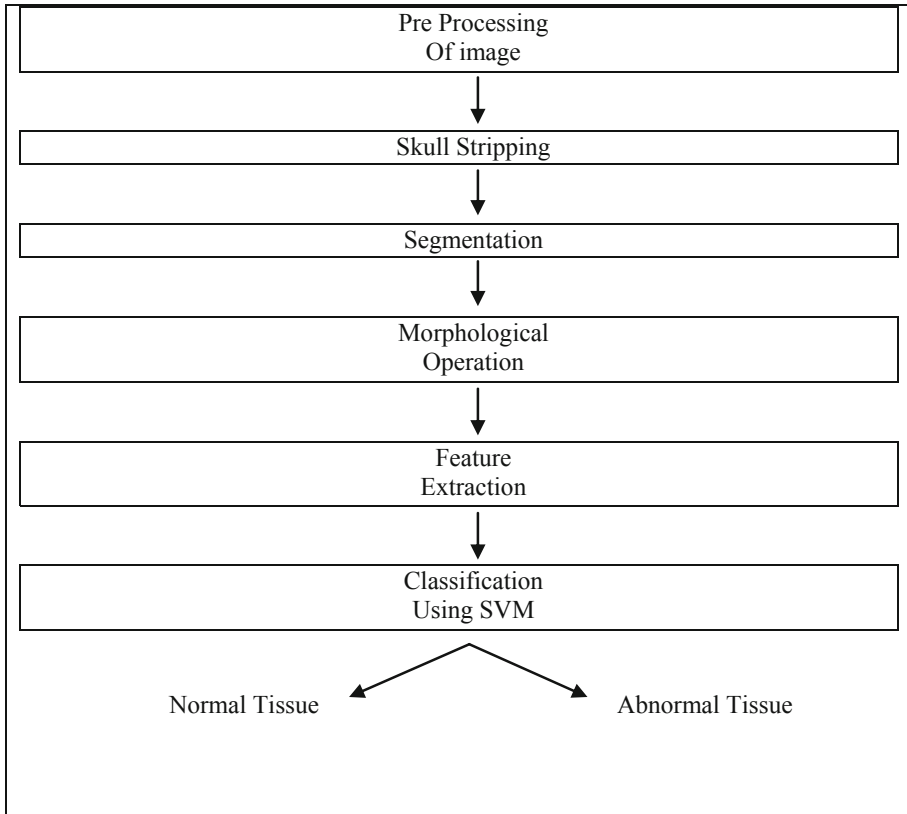 Pre Processing
Of image
Skull Stripping
Segmentation
Morphological
Operation
Feature
Extraction
Classification
Using SVM
Normal Tissue
Abnormal Tissue